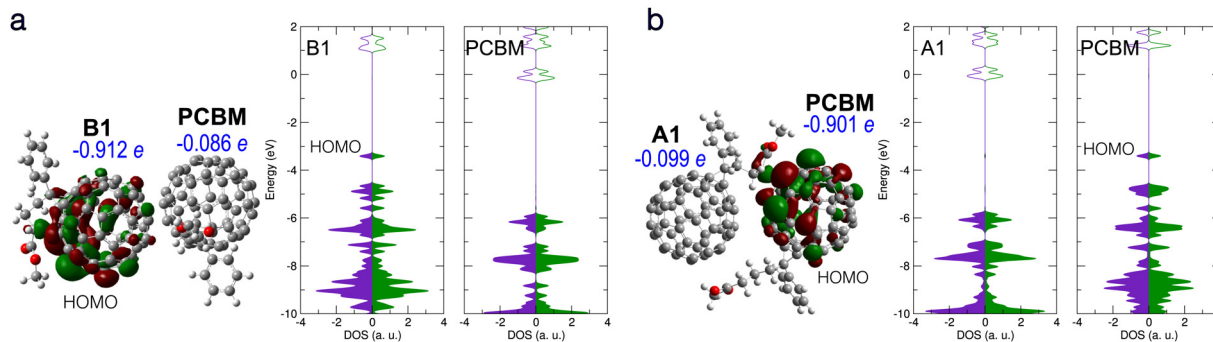 a
B1
-0.912 e
PCBM
-0.086 e
HOMO
B1
HOMO
PCBM
Energy (eV)
2
0
-2
-4
-6
-8
-10
-4 -2 0 2 4
DOS (a. u.)
-4 -2 0 2 4
DOS (a. u.)
b
A1
-0.099 e
PCBM
-0.901 e
HOMO
A1
PCBM
HOMO
Energy (eV)
2
0
-2
-4
-6
-8
-10
-4 -2 0 2 4
DOS (a. u.)
-4 -2 0 2 4
DOS (a. u.)